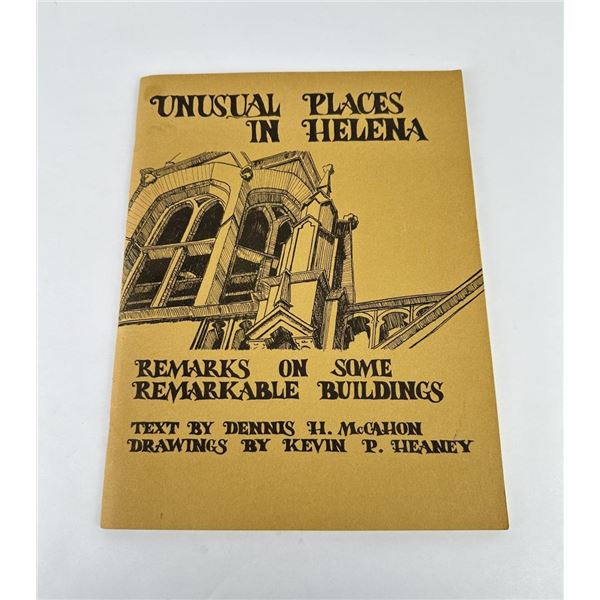 UNUSUAL PLACES
IN HELENA
REMARKS ON SOME
REMARKABLE BUILDINGS
TEXT BY DENNIS H. McCAHON
DRAWINGS BY KEVIN P. HEANEY